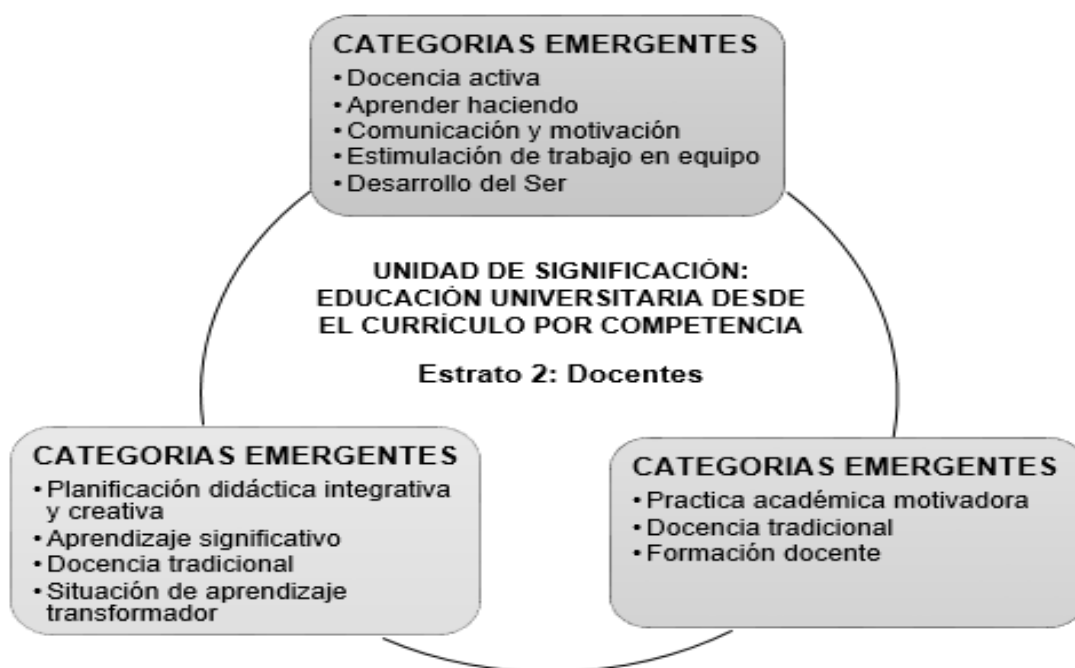 CATEGORIAS EMERGENTES
• Docencia activa
• Aprender haciendo
• Comunicación y motivación
• Estimulación de trabajo en equipo
• Desarrollo del Ser
UNIDAD DE SIGNIFICACIÓN:
EDUCACIÓN UNIVERSITARIA DESDE
EL CURRÍCULO POR COMPETENCIA
Estrato 2: Docentes
CATEGORIAS EMERGENTES
• Planificación didáctica integrativa
y creativa
• Aprendizaje significativo
• Docencia tradicional
• Situación de aprendizaje
transformador
CATEGORIAS EMERGENTES
• Practica académica motivadora
• Docencia tradicional
• Formación docente